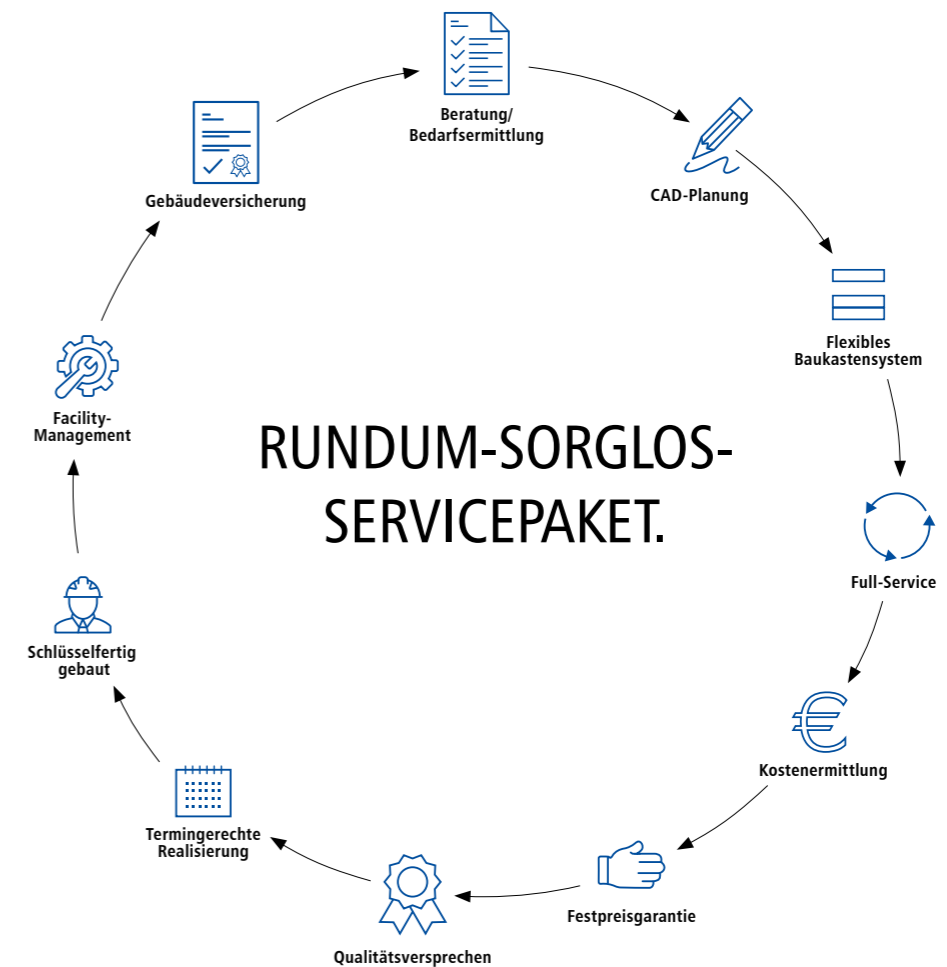 Beratung/
Bedarfsermittlung
CAD-Planung
Flexibles
Baukastensystem
Full-Service
Kostenermittlung
Festpreisgarantie
Qualitätsversprechen
Termingerechte
Realisierung
Schlüsselfertig
gebaut
Facility-
Management
Gebäudeversicherung
RUNDUM-SORGLOS-
SERVICEPAKET.